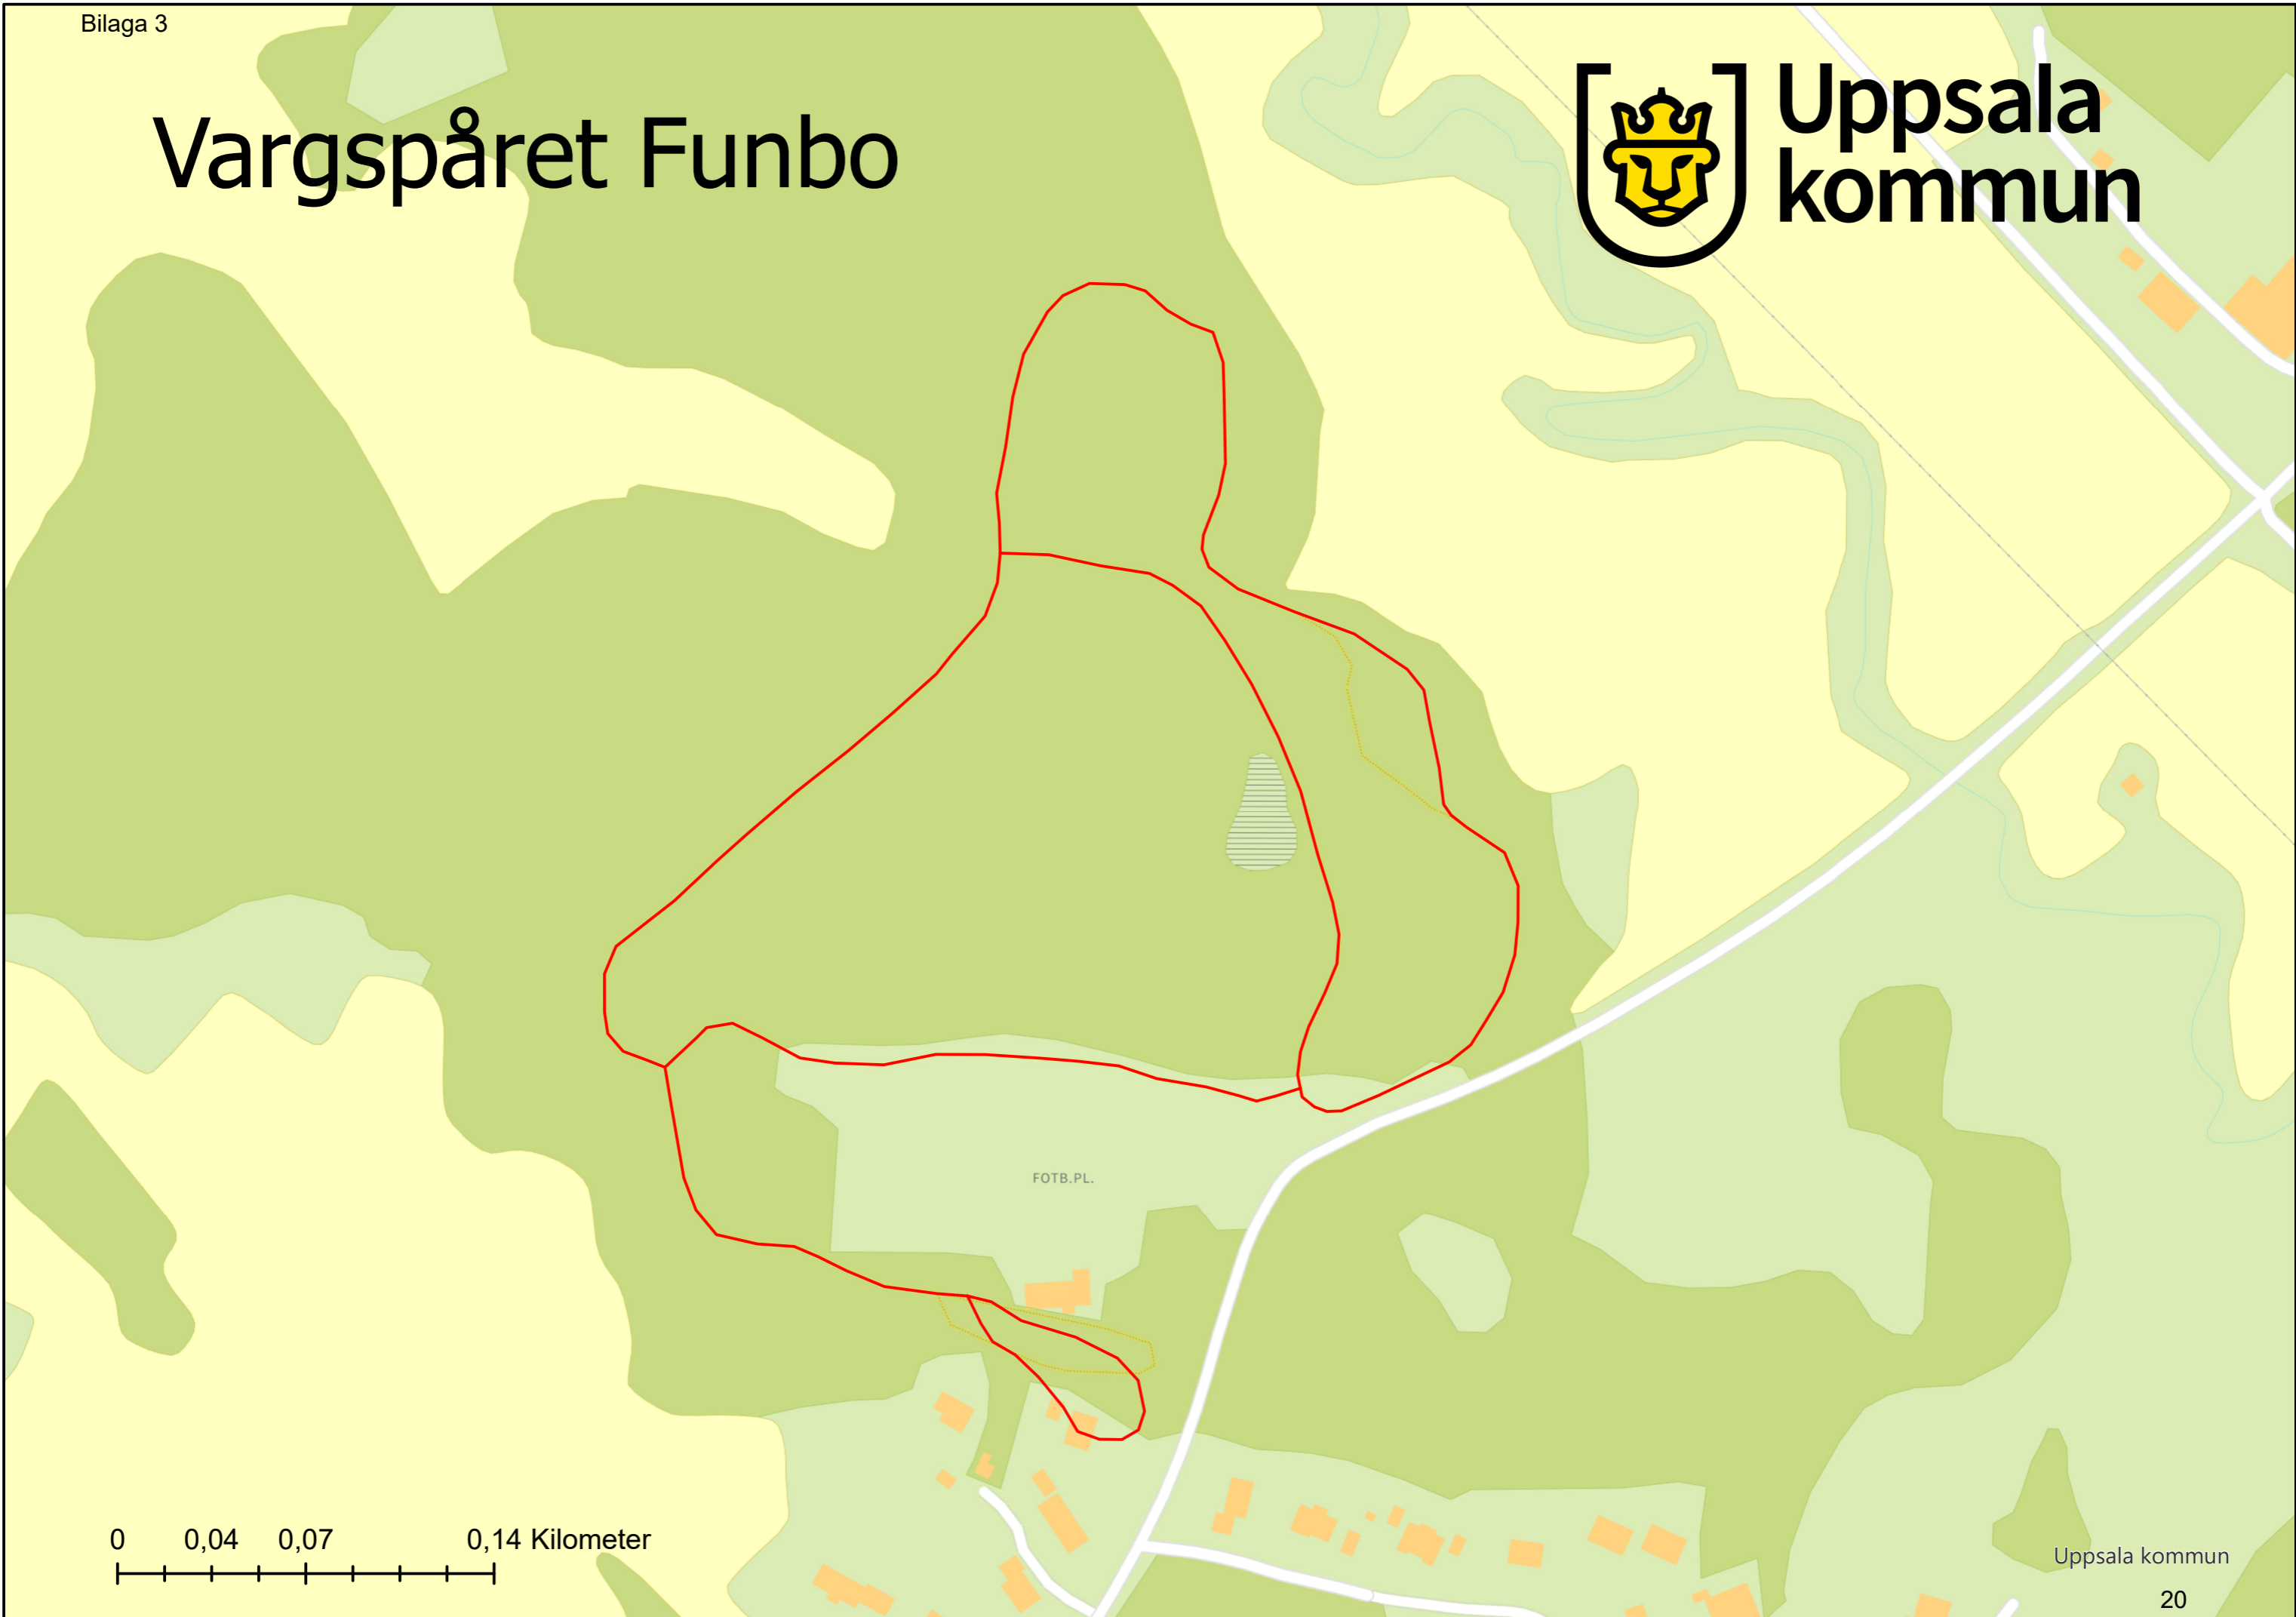 Bilaga 3
Vargspåret Funbo
Uppsala
kommun
FOTB.PL.
0 0,04 0,07 0,14 Kilometer
Uppsala kommun
20